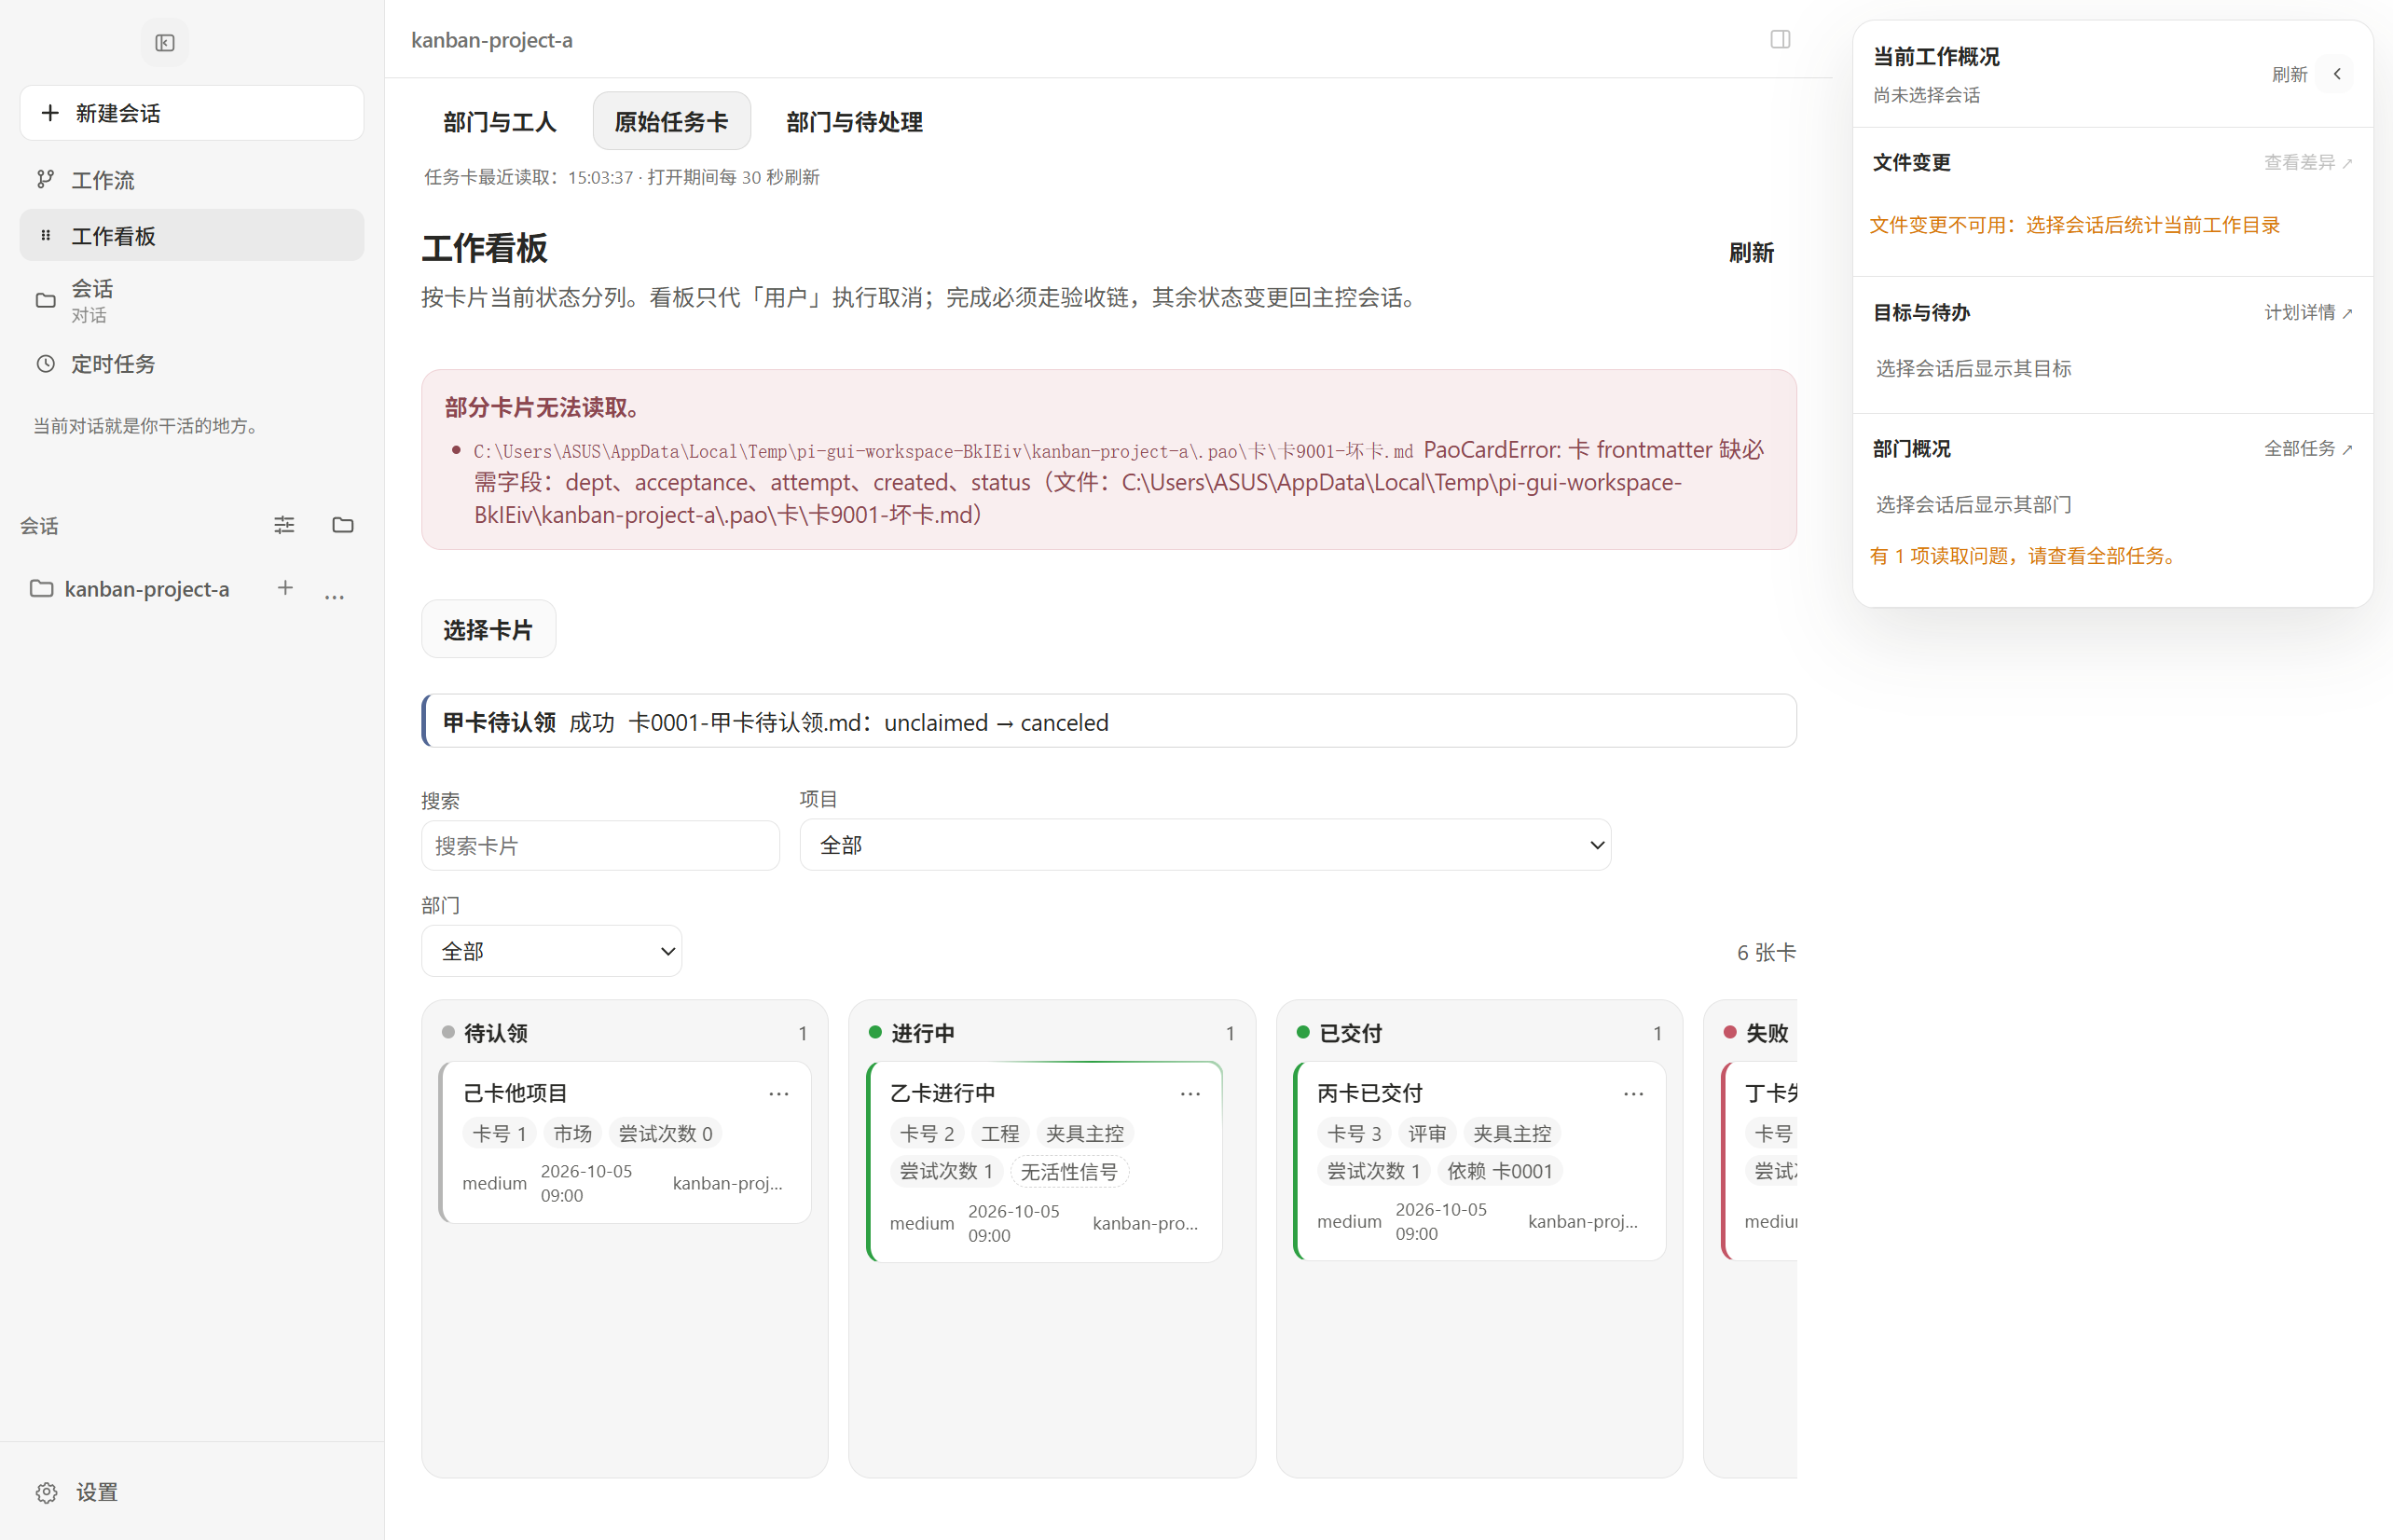 新建会话
工作流
工作看板
会话
对话
定时任务
当前对话就是你干活的地方。
会话
kanban-project-a
设置
kanban-project-a
部门与工人
原始任务卡
部门与待处理
任务卡最近读取：15:03:37 · 打开期间每 30 秒刷新
工作看板
刷新
按卡片当前状态分列。看板只代「用户」执行取消；完成必须走验收链，其余状态变更回主控会话。
部分卡片无法读取。
C:\Users\ASUS\AppData\Local\Temp\pi-gui-workspace-BkIEiv\kanban-project-a\.pao\卡\卡9001-坏卡.md PaoCardError: 卡 frontmatter 缺必
需字段：dept、acceptance、attempt、created、status（文件：C:\Users\ASUS\AppData\Local\Temp\pi-gui-workspace-
BkIEiv\kanban-project-a\.pao\卡\卡9001-坏卡.md）
选择卡片
甲卡待认领 成功 卡0001-甲卡待认领.md：unclaimed → canceled
搜索
搜索卡片
项目
全部
部门
全部
6 张卡
待认领 1
己卡他项目 ...
卡号 1 市场 尝试次数 0
medium 2026-10-05 09:00 kanban-proj...
进行中 1
乙卡进行中 ...
卡号 2 工程 夹具主控
尝试次数 1 无活性信号
medium 2026-10-05 09:00 kanban-pro...
已交付 1
丙卡已交付 ...
卡号 3 评审 夹具主控
尝试次数 1 依赖 卡0001
medium 2026-10-05 09:00 kanban-proj...
失败
丁卡
卡号
尝试
当前工作概况
尚未选择会话
刷新
文件变更
查看差异 ↗
文件变更不可用：选择会话后统计当前工作目录
目标与待办
计划详情 ↗
选择会话后显示其目标
部门概况
全部任务 ↗
选择会话后显示其部门
有 1 项读取问题，请查看全部任务。